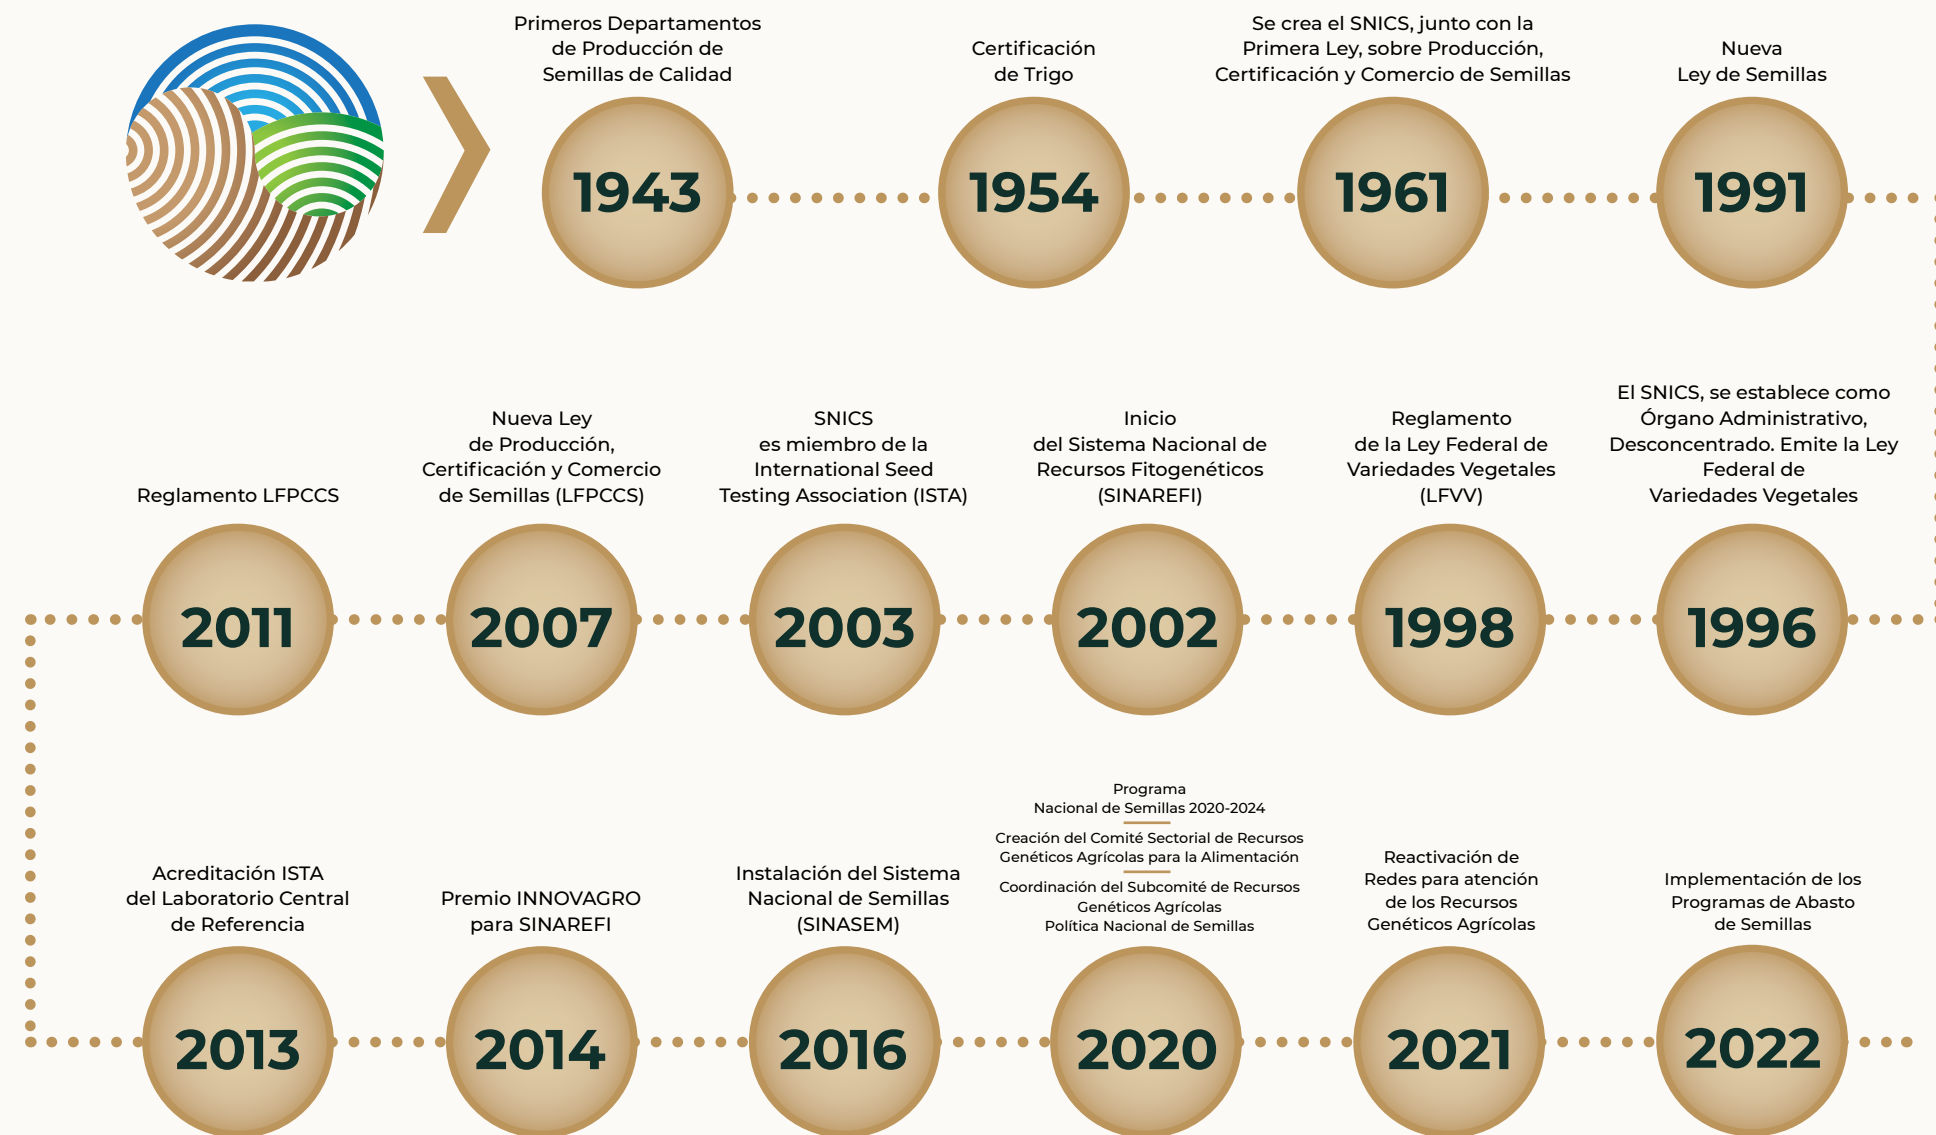 Primeros Departamentos
de Producción de
Semillas de Calidad
1943
Certificación
de Trigo
1954
Se crea el SNICS, junto con la
Primera Ley, sobre Producción,
Certificación y Comercio de Semillas
1961
Nueva
Ley de Semillas
1991
El SNICS, se establece como
Órgano Administrativo,
Desconcentrado. Emite la Ley
Federal de
Variedades Vegetales
1996
Reglamento
de la Ley Federal de
Variedades Vegetales
(LFVV)
1998
Inicio
del Sistema Nacional de
Recursos Fitogenéticos
(SINAREFI)
2002
SNICS
es miembro de la
International Seed
Testing Association (ISTA)
2003
Nueva Ley
de Producción,
Certificación y Comercio
de Semillas (LFPCCS)
2007
Reglamento LFPCCS
2011
Acreditación ISTA
del Laboratorio Central
de Referencia
2013
Premio INNOVAGRO
para SINAREFI
2014
Instalación del Sistema
Nacional de Semillas
(SINASEM)
2016
Programa
Nacional de Semillas 2020-2024
Creación del Comité Sectorial de Recursos
Genéticos Agrícolas para la Alimentación
Coordinación del Subcomité de Recursos
Genéticos Agrícolas
Política Nacional de Semillas
2020
Reactivación de
Redes para atención
de los Recursos
Genéticos Agrícolas
2021
Implementación de los
Programas de Abasto
de Semillas
2022